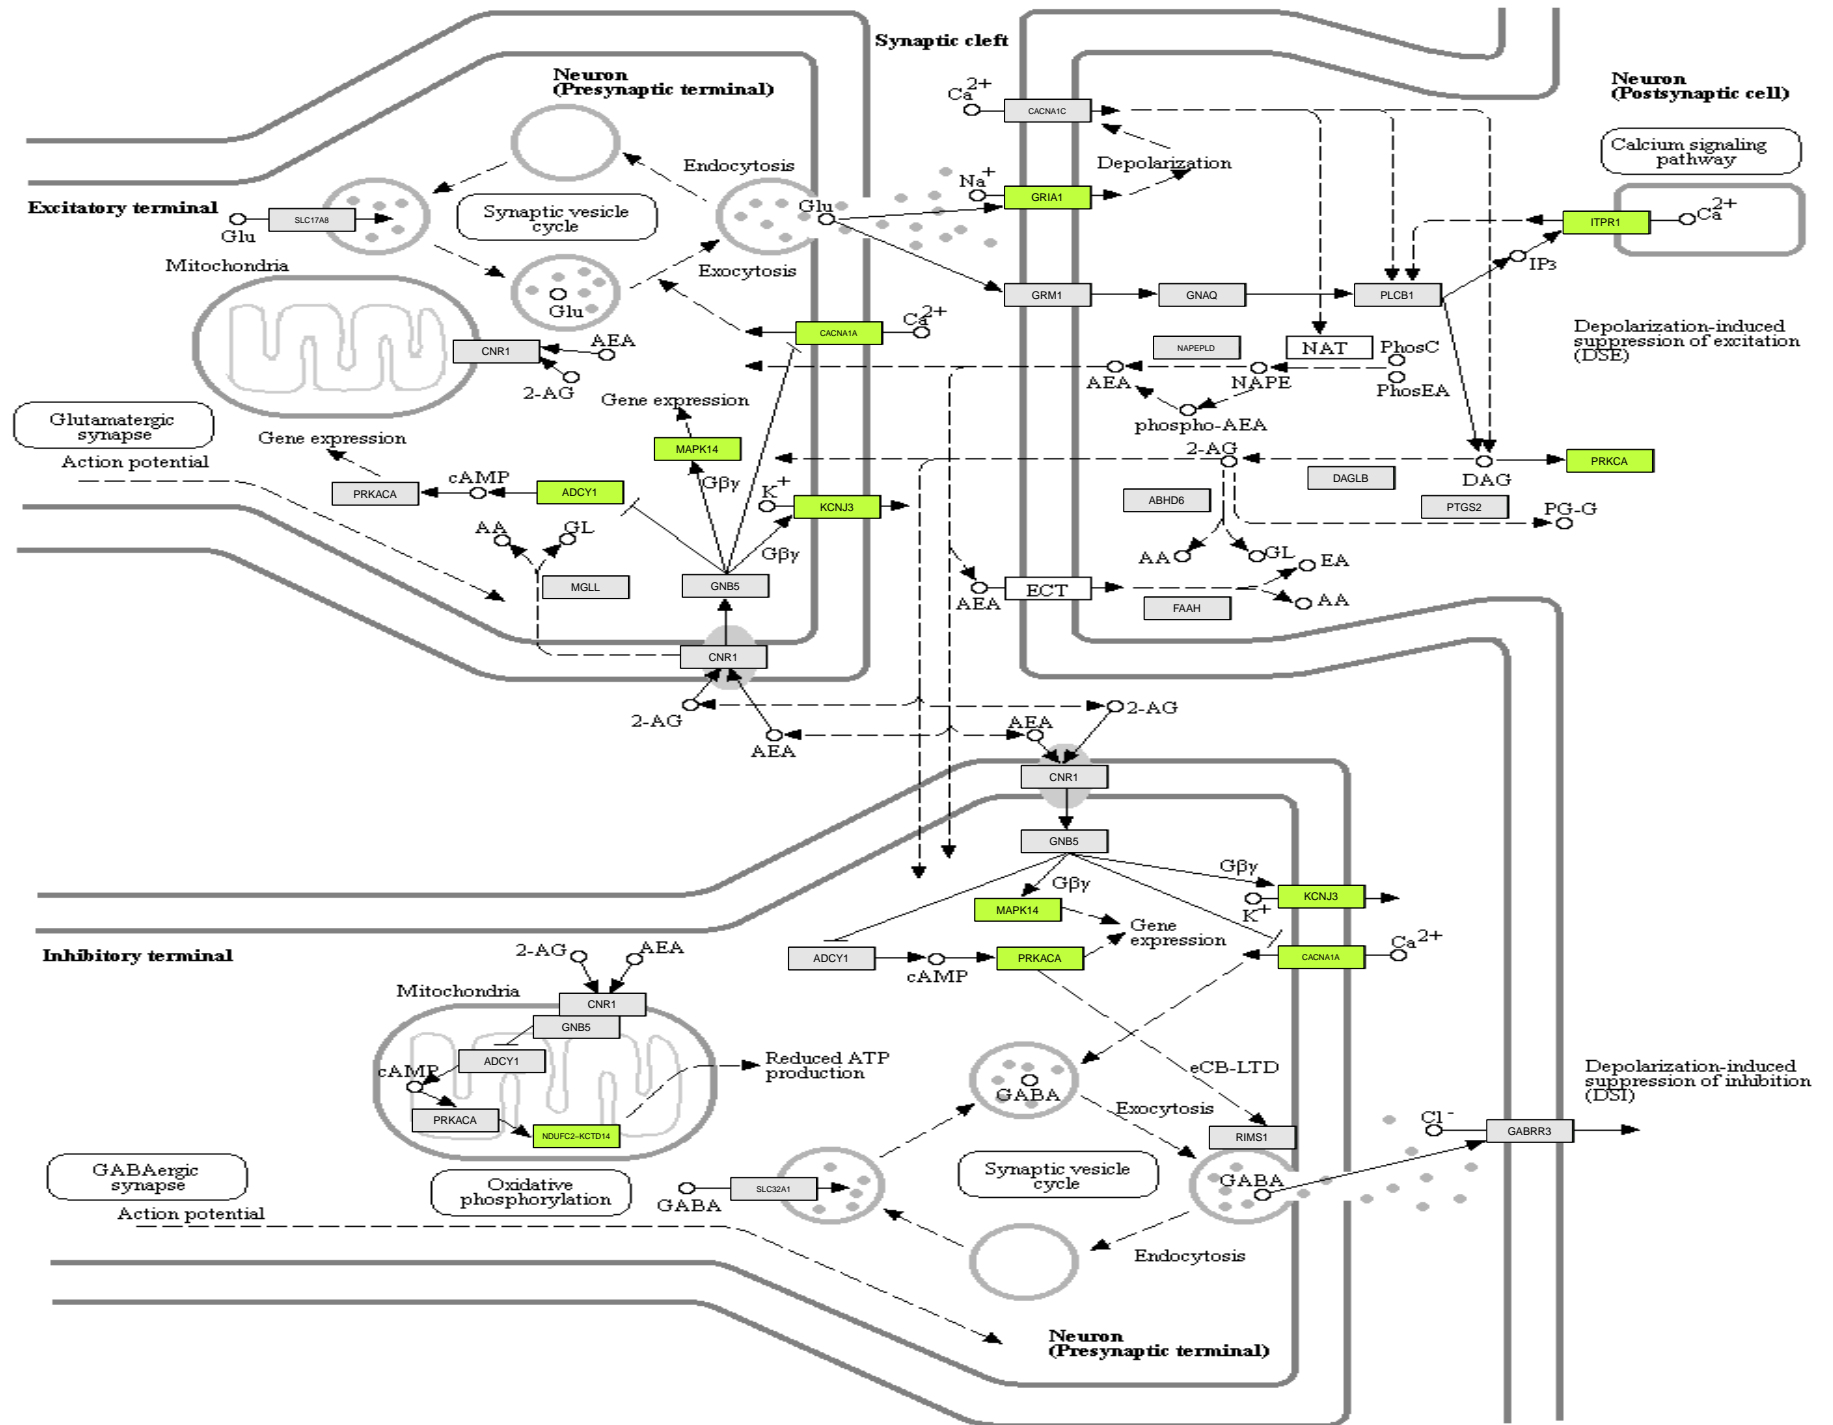 Synaptic cleft
Neuron
(Presynaptic terminal)
Neuron
(Postsynaptic cell)
Ca2+
CACNA1C
Calcium signaling
pathway
Endocytosis
Depolarization
Na+
GRIA1
Excitatory terminal
SLC17A8
Glu
Synaptic vesicle
cycle
Glu
ITPR1
Ca2+
Mitochondria
Exocytosis
IP3
Glu
GRM1
GNAQ
PLCB1
CACNA1A
Ca2+
Depolarization-induced
suppression of excitation
(DSE)
CNR1
AEA
2-AG
NAPEPLD
NAT
PhosC
PhosEA
AEA
NAPE
phospho-AEA
Gene expression
Glutamatergic
synapse
Gene expression
MAPK14
Action potential
2-AG
PRKCA
DAG
DAGLB
PRKACA
cAMP
ADCY1
Gβγ
K+
KCNJ3
ABHD6
PTGS2
PG-G
AA
GL
Gβγ
AA
GL
EA
MGLL
GNB5
AEA
ECT
AA
FAAH
CNR1
2-AG
AEA
AEA
2-AG
CNR1
GNB5
Gβγ
Gβγ
KCNJ3
K+
MAPK14
Gene
expression
Inhibitory terminal
2-AG
AEA
ADCY1
cAMP
PRKACA
CACNA1A
Ca2+
Mitochondria
CNR1
GNB5
ADCY1
cAMP
Reduced ATP
production
eCB-LTD
GABA
Depolarization-induced
suppression of inhibition
(DSI)
PRKACA
NDUFC2-KCTD14
Exocytosis
RIMS1
Cl-
GABRR3
GABAergic
synapse
Oxidative
phosphorylation
GABA
SLC32A1
Synaptic vesicle
cycle
GABA
Action potential
Endocytosis
Neuron
(Presynaptic terminal)